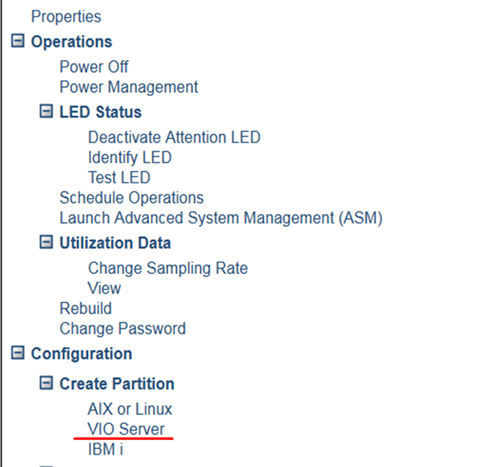 Properties
Operations
Power Off
Power Management
LED Status
Deactivate Attention LED
Identify LED
Test LED
Schedule Operations
Launch Advanced System Management (ASM)
Utilization Data
Change Sampling Rate
View
Rebuild
Change Password
Configuration
Create Partition
AIX or Linux
VIO Server
IBM i